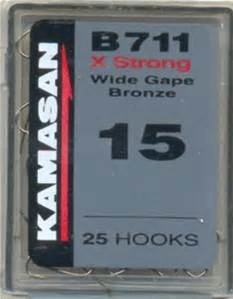 KAMASAN
B711
X Strong
Wide Gape
Bronze
15
25 HOOKS